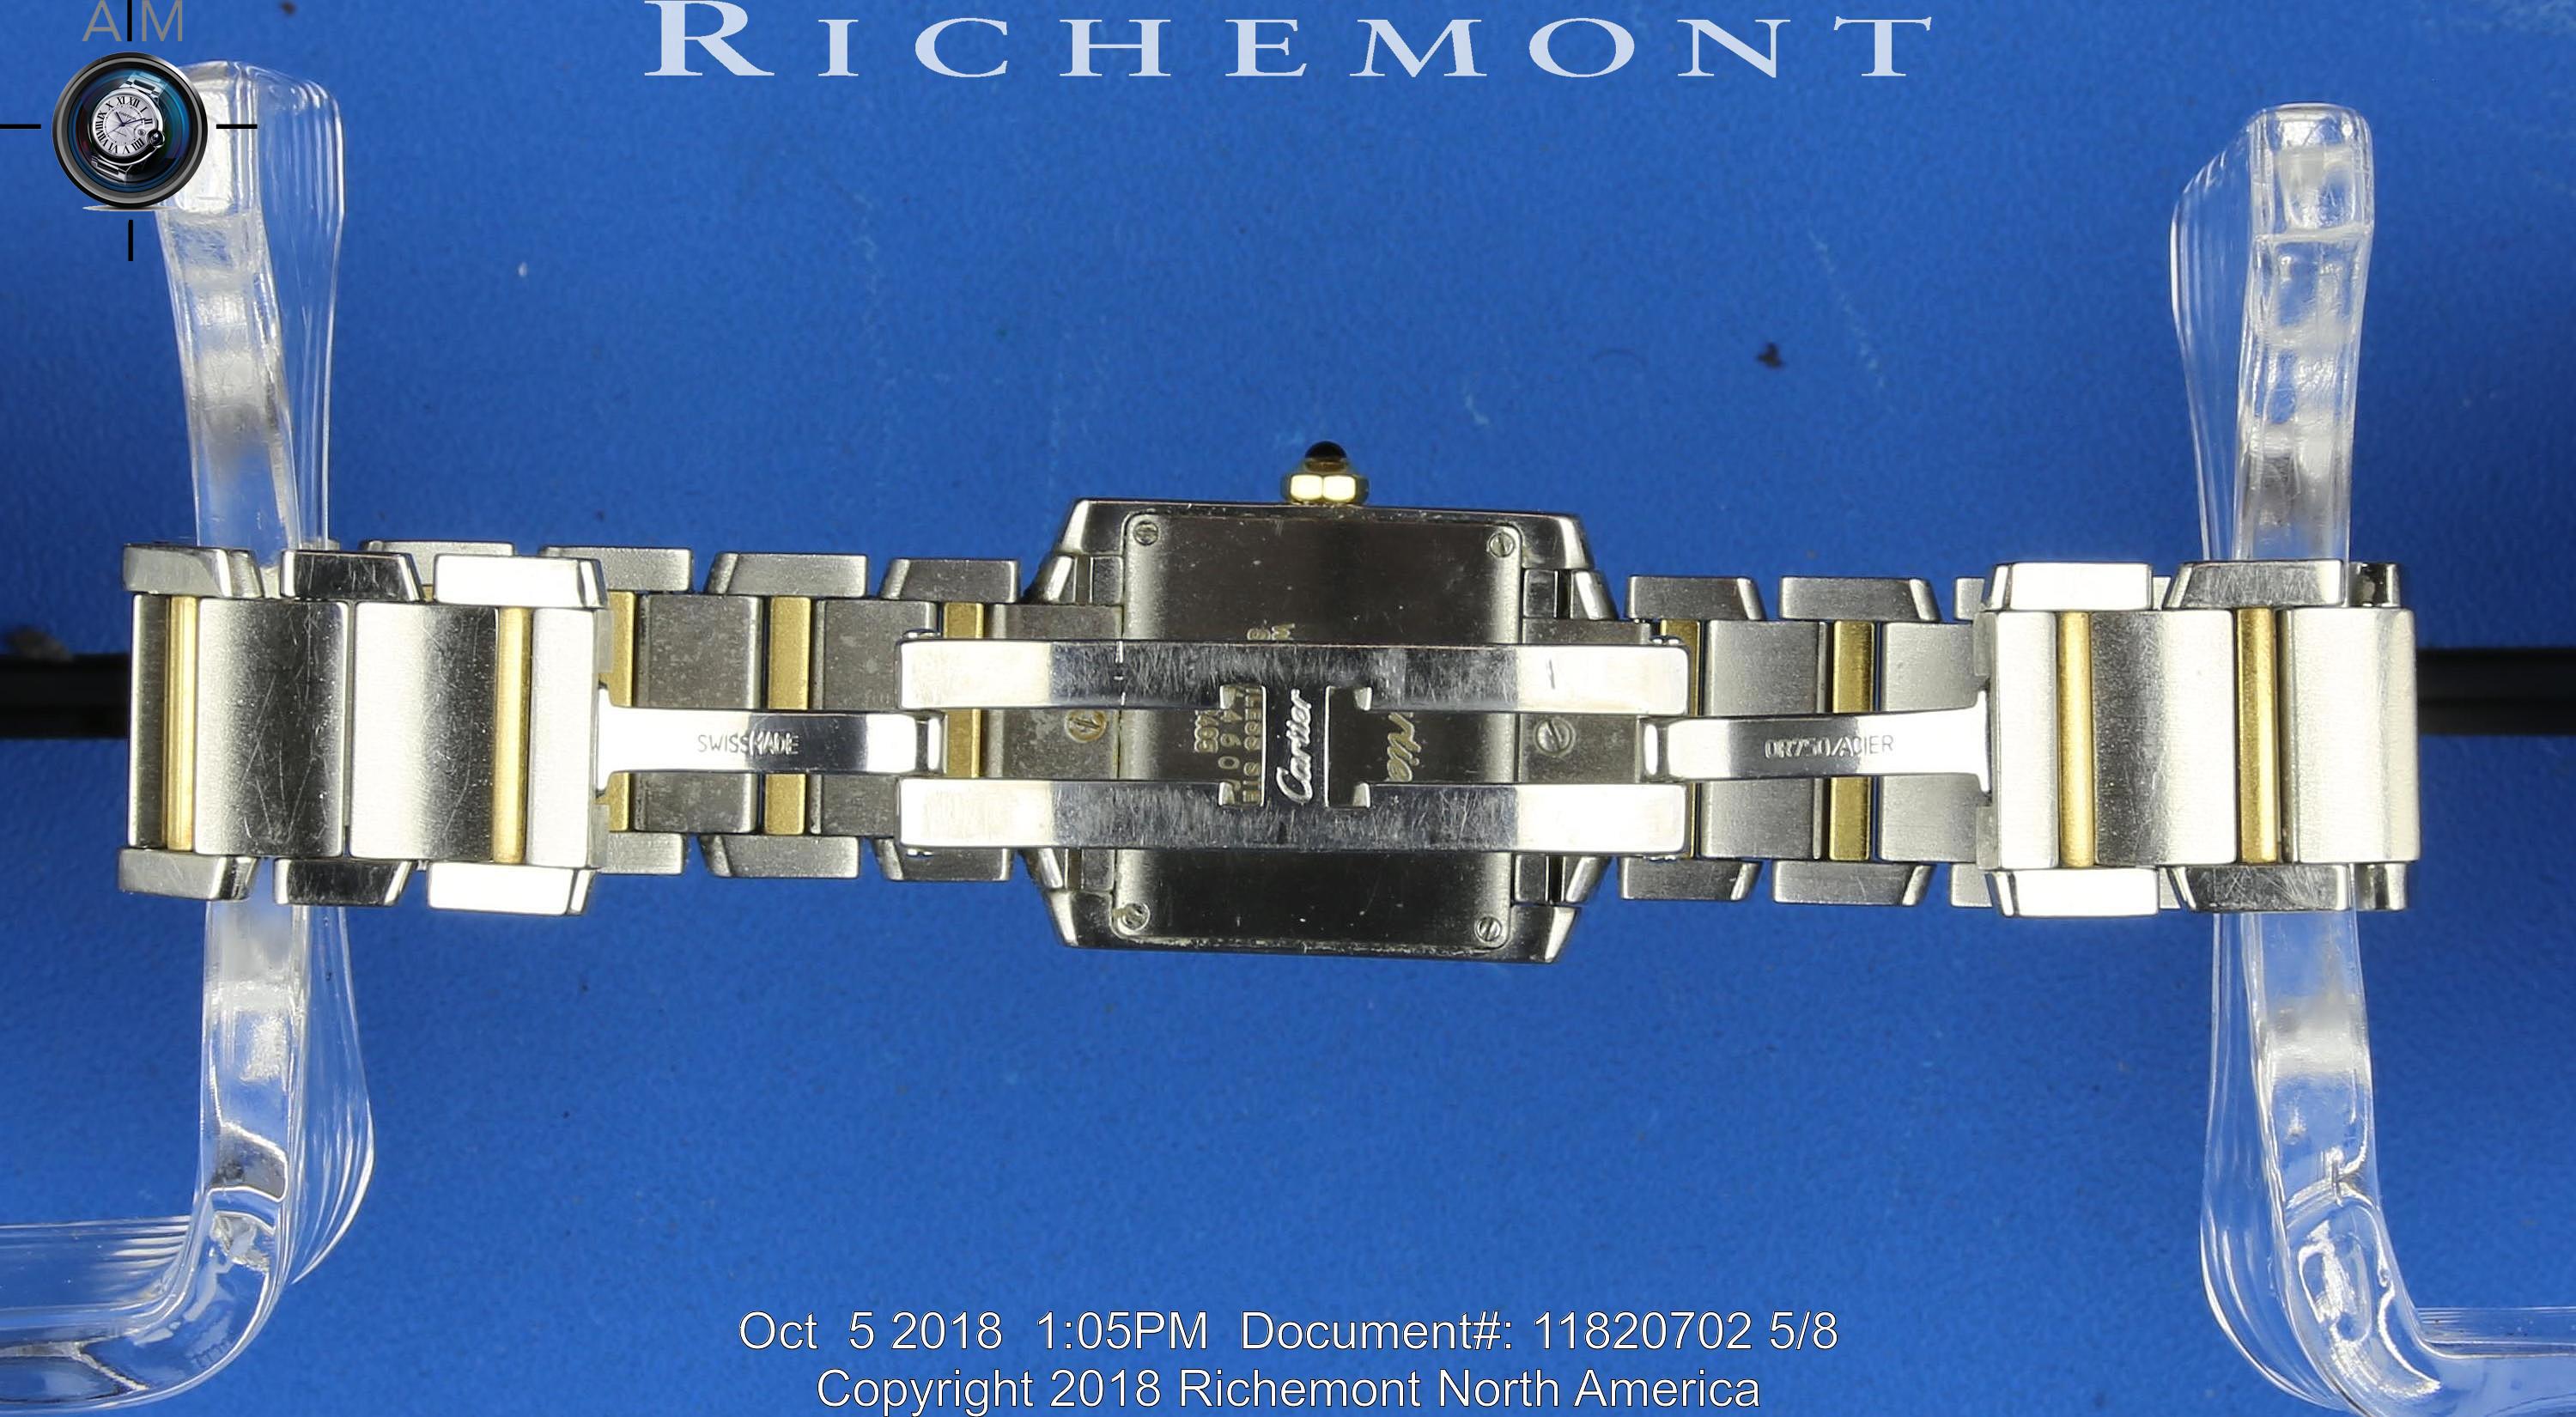 AM
RICHEMONT
SWISS MADE
Cartier
OR750/ACIER
Oct 5 2018 1:05PM Document#: 11820702 5/8
Copyright 2018 Richemont North America